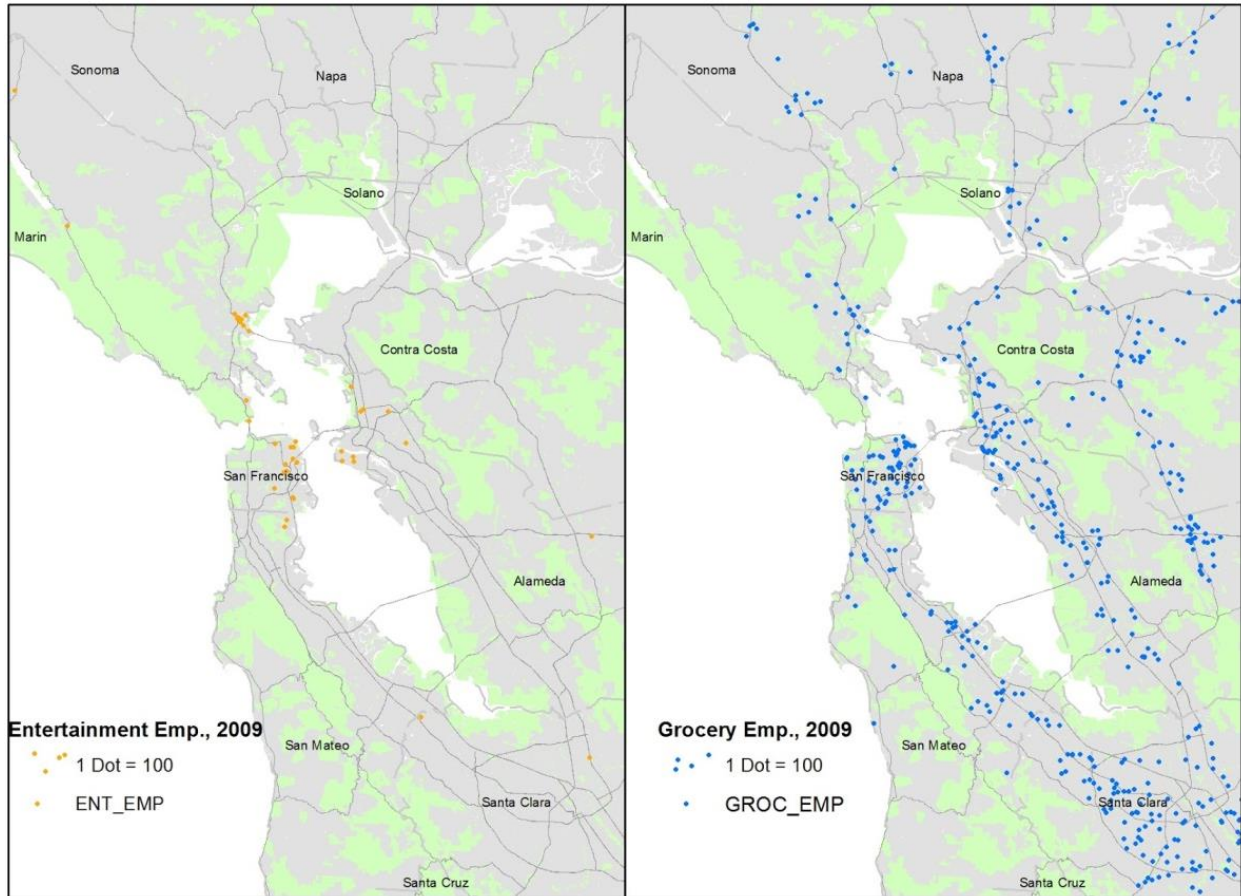 Sonoma
Napa
Solano
Marin
Contra Costa
San Francisco
Alameda
Entertainment Emp., 2009
San Mateo
1 Dot = 100
ENT_EMP
Santa Clara
Santa Cruz
Sonoma
Napa
Solano
Marin
Contra Costa
San Francisco
Alameda
Grocery Emp., 2009
San Mateo
1 Dot = 100
GROC_EMP
Santa Clara
Santa Cruz